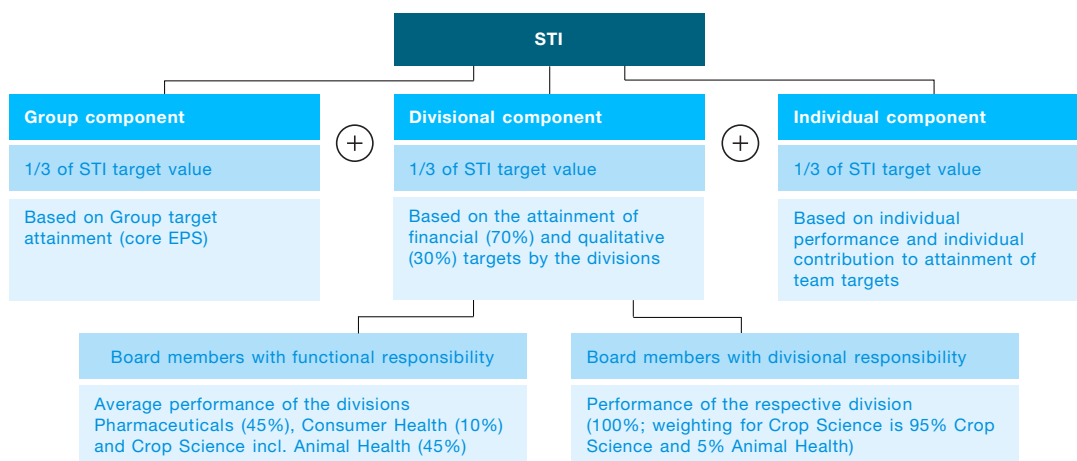 STI
Group component
1/3 of STI target value
Based on Group target
attainment (core EPS)
+
Divisional component
1/3 of STI target value
Based on the attainment of
financial (70%) and qualitative
(30%) targets by the divisions
+
Individual component
1/3 of STI target value
Based on individual
performance and individual
contribution to attainment of
team targets
Board members with functional responsibility
Average performance of the divisions
Pharmaceuticals (45%), Consumer Health (10%)
and Crop Science incl. Animal Health (45%)
Board members with divisional responsibility
Performance of the respective division
(100%; weighting for Crop Science is 95% Crop
Science and 5% Animal Health)